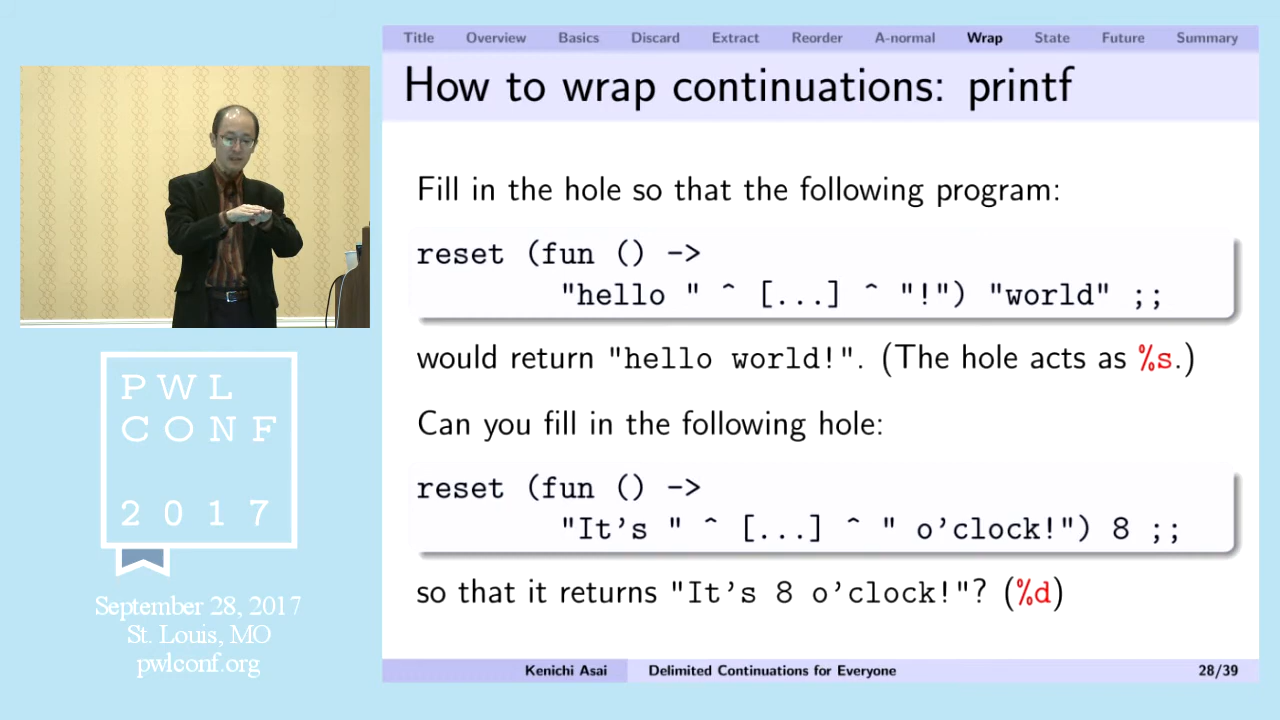 Title Overview Basics Discard Extract Reorder A-normal Wrap State Future Summary
How to wrap continuations: printf
Fill in the hole so that the following program:
reset (fun () ->
"hello " ^ [...] ^ "!") "world" ;;
would return "hello world!". (The hole acts as %s.)
Can you fill in the following hole:
reset (fun () ->
"It's " ^ [...] ^ " o'clock!") 8 ;;
so that it returns "It's 8 o'clock!"? (%d)
Kenichi Asai Delimited Continuations for Everyone 28/39
PWL
CONF
2017
September 28, 2017
St. Louis, MO
pwlconf.org